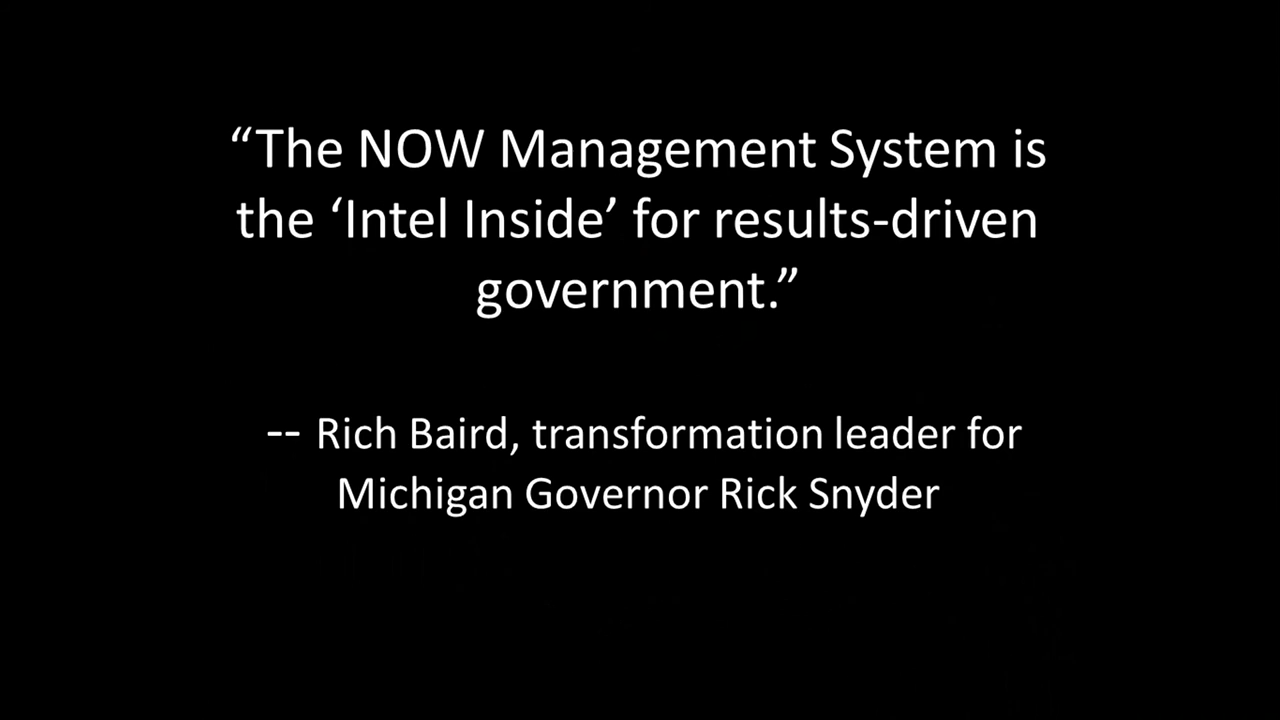 “The NOW Management System is
the ‘Intel Inside’ for results-driven
government.”
-- Rich Baird, transformation leader for
Michigan Governor Rick Snyder